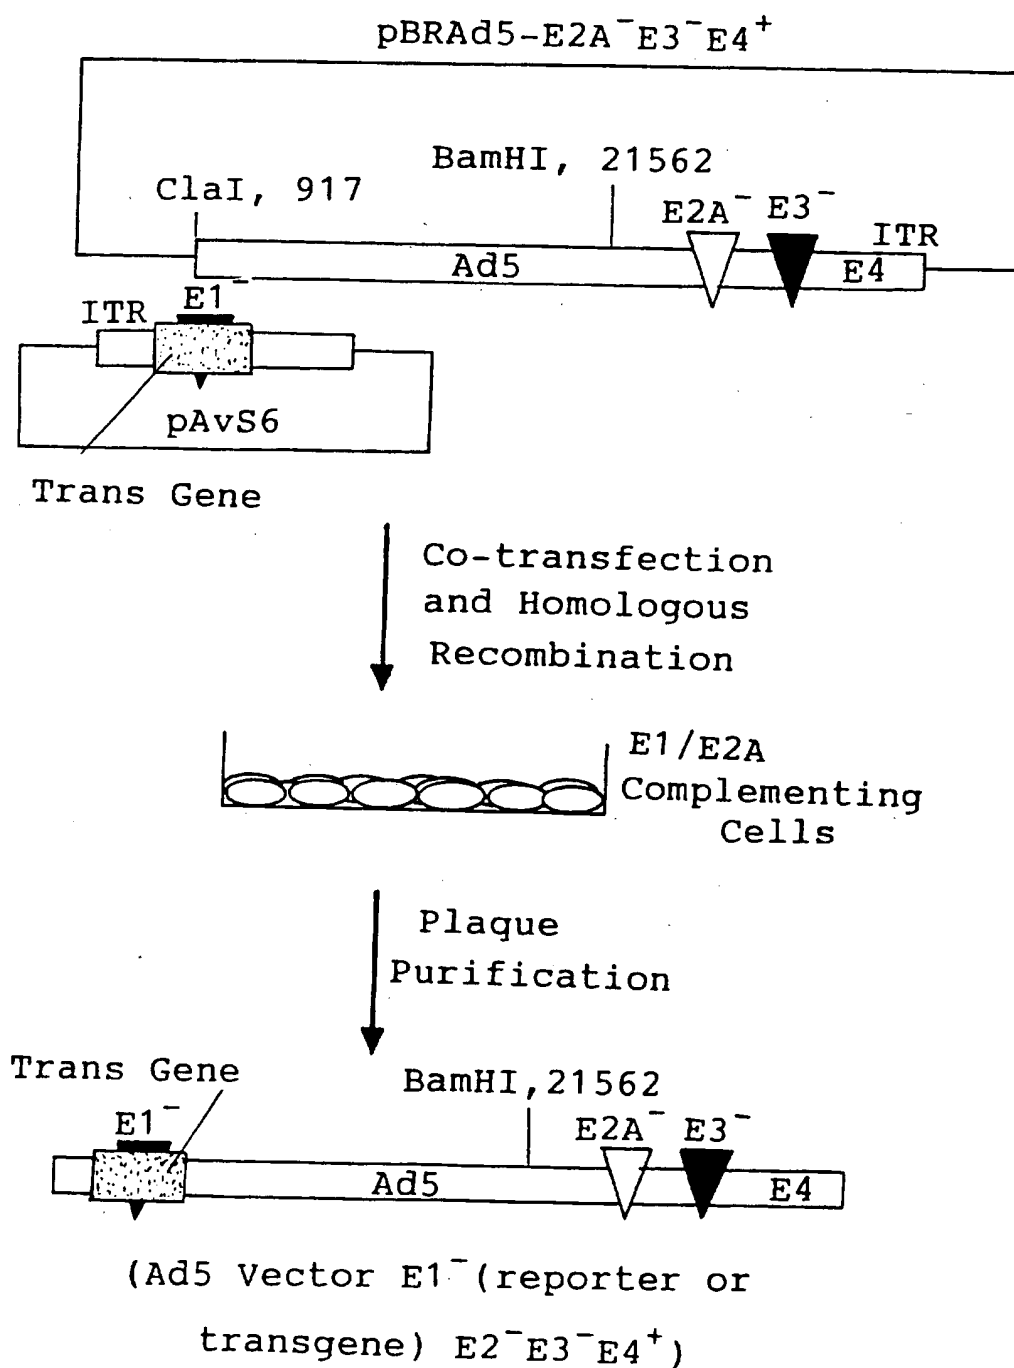 pBRAd5-E2A⁻E3⁻E4⁺
BamHI, 21562
ClaI, 917
E2A⁻ E3⁻
ITR
Ad5
E4
E1⁻
ITR
pAvS6
Trans Gene
Co-transfection
and Homologous
Recombination
E1/E2A
Complementing
Cells
Plaque
Purification
Trans Gene
BamHI,21562
E1⁻
E2A⁻ E3⁻
Ad5
E4
(Ad5 Vector E1⁻(reporter or
transgene) E2⁻E3⁻E4⁺)